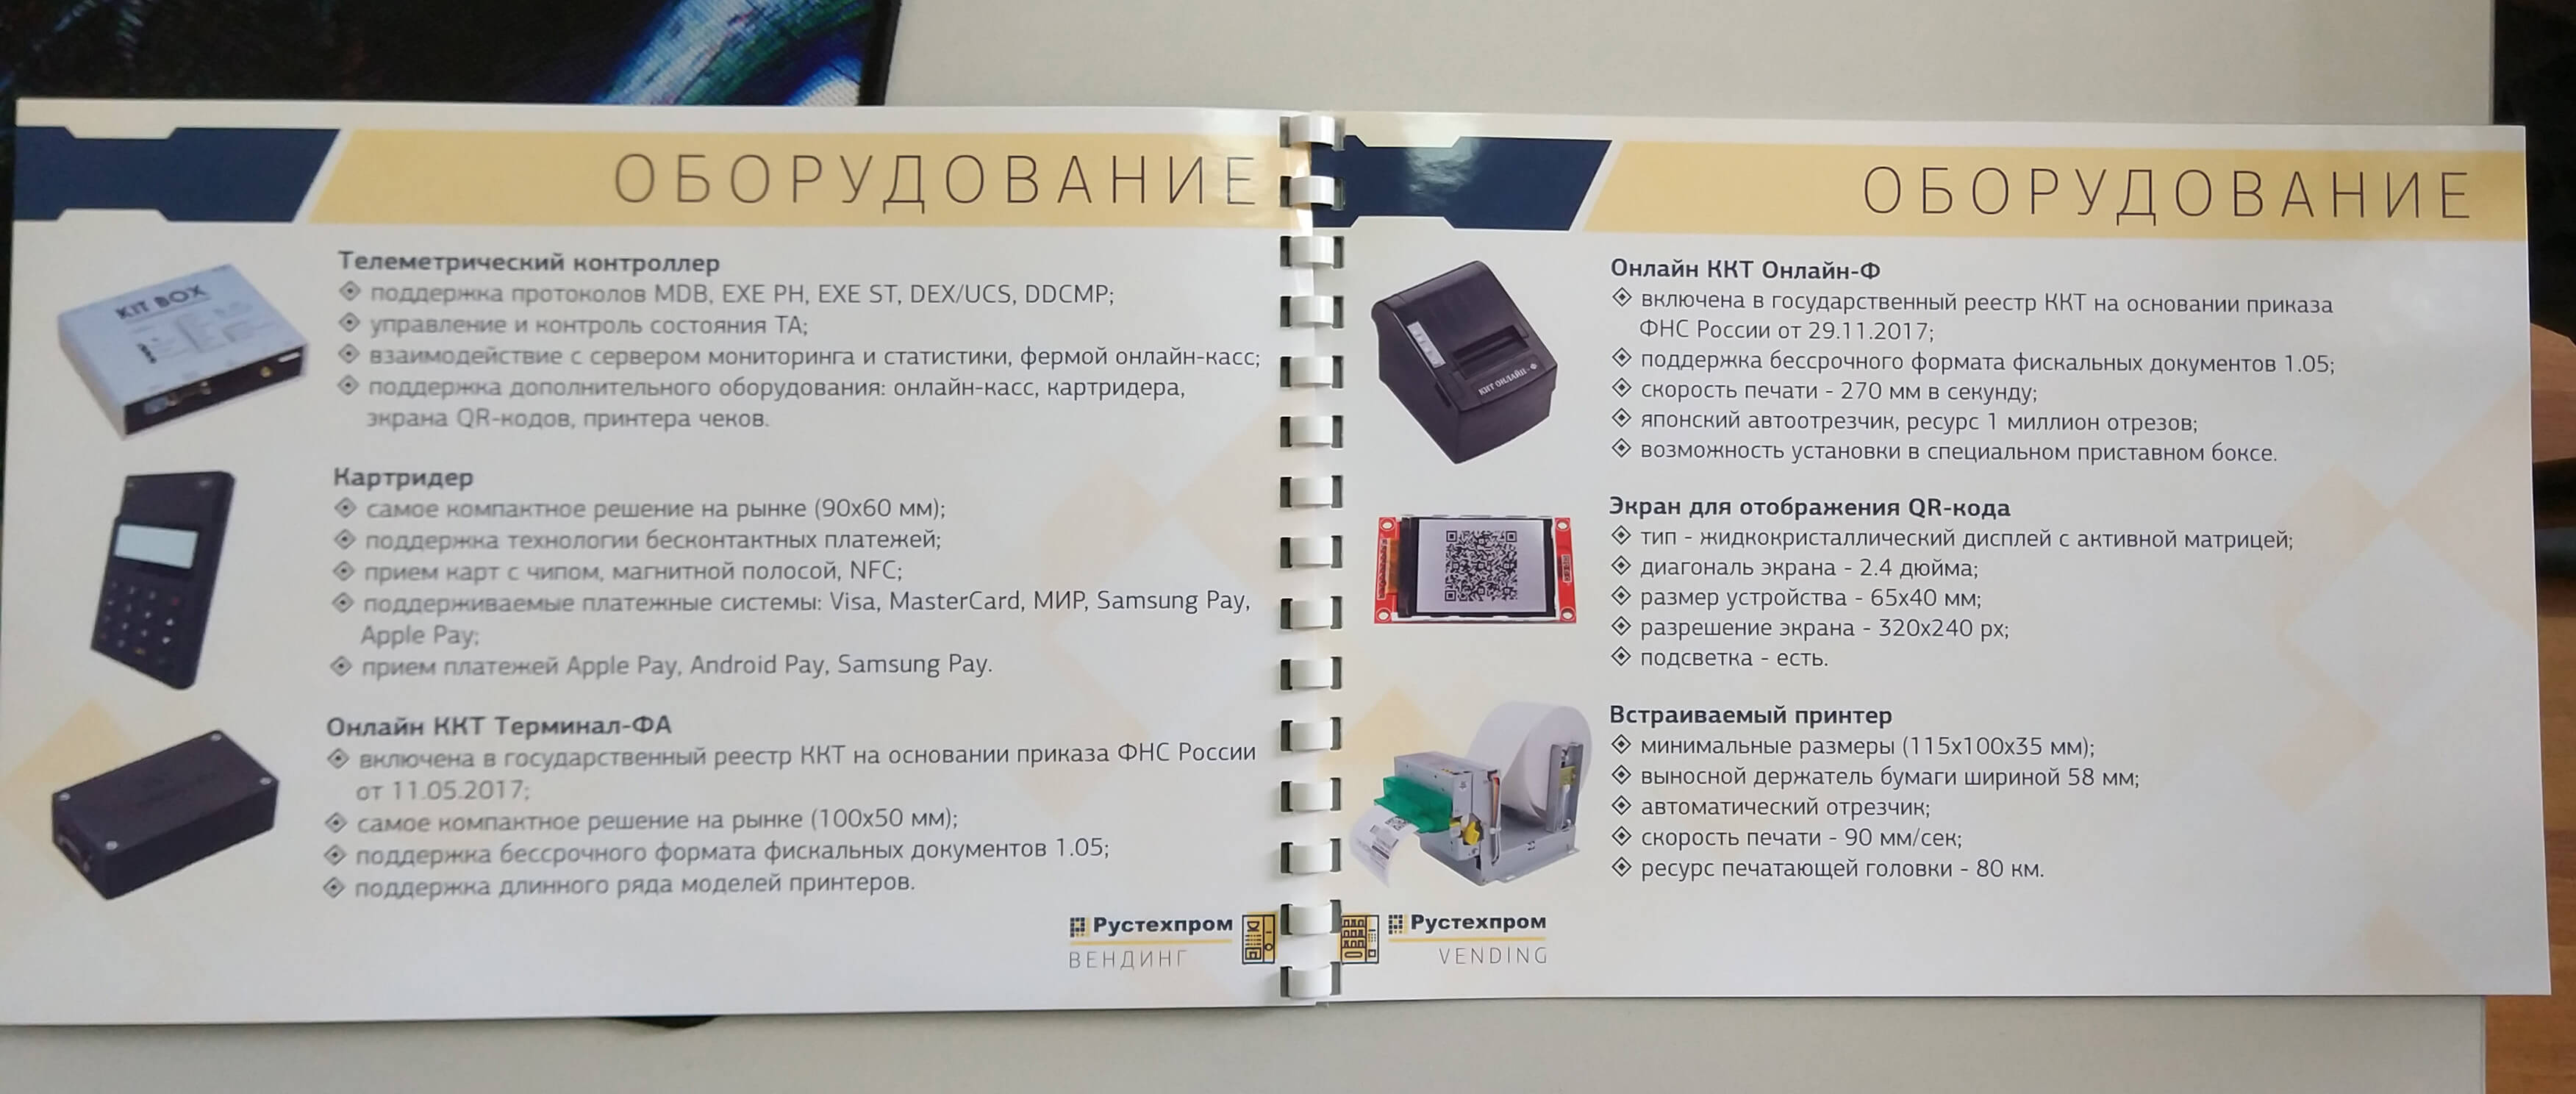 ОБОРУДОВАНИЕ
KIT BOX
Телеметрический контроллер
поддержка протоколов MDB, EXE PH, EXE ST, DEX/UCS, DDCMP;
управление и контроль состояния ТА;
взаимодействие с сервером мониторинга и статистики, фермой онлайн-касс;
поддержка дополнительного оборудования: онлайн-касс, картридера,
экрана QR-кодов, принтера чеков.
Картридер
самое компактное решение на рынке (90х60 мм);
поддержка технологии бесконтактных платежей;
прием карт с чипом, магнитной полосой, NFC;
поддерживаемые платежные системы: Visa, MasterCard, МИР, Samsung Pay,
Apple Pay;
прием платежей Apple Pay, Android Pay, Samsung Pay.
Онлайн ККТ Терминал-ФА
включена в государственный реестр ККТ на основании приказа ФНС России
от 11.05.2017;
самое компактное решение на рынке (100х50 мм);
поддержка бессрочного формата фискальных документов 1.05;
поддержка длинного ряда моделей принтеров.
Рустехпром
ВЕНДИНГ
ОБОРУДОВАНИЕ
ККТ ОНЛАЙН-Ф
Онлайн ККТ Онлайн-Ф
включена в государственный реестр ККТ на основании приказа
ФНС России от 29.11.2017;
поддержка бессрочного формата фискальных документов 1.05;
скорость печати - 270 мм в секунду;
японский автоотрезчик, ресурс 1 миллион отрезов;
возможность установки в специальном приставном боксе.
Экран для отображения QR-кода
тип - жидкокристаллический дисплей с активной матрицей;
диагональ экрана - 2.4 дюйма;
размер устройства - 65х40 мм;
разрешение экрана - 320х240 рх;
подсветка - есть.
Встраиваемый принтер
минимальные размеры (115х100х35 мм);
выносной держатель бумаги шириной 58 мм;
автоматический отрезчик;
скорость печати - 90 мм/сек;
ресурс печатающей головки - 80 км.
Рустехпром
VENDING